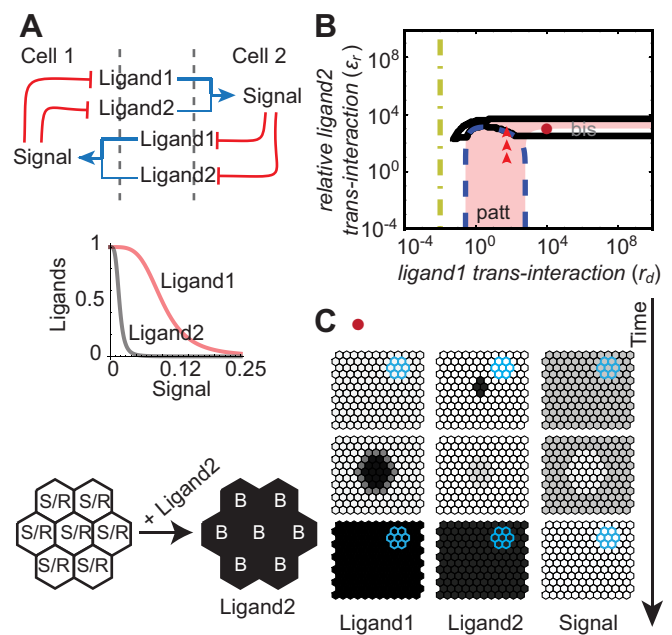 A
Cell 1
Cell 2
Ligand1
Ligand2
Signal
Ligand1
Signal
Ligand2
Ligands
1
0.5
0
Ligand1
Ligand2
0
0.12
0.25
Signal
S/R S/R
S/R S/R S/R
S/R S/R
+ Ligand2
B B
B B B
B B
Ligand2
B
relative ligand2
trans-interaction (εr)
10^8
10^4
10^0
10^-4
bis
patt
10^-4 10^0 10^4 10^8
ligand1 trans-interaction (rd)
C
Time
Ligand1 Ligand2 Signal